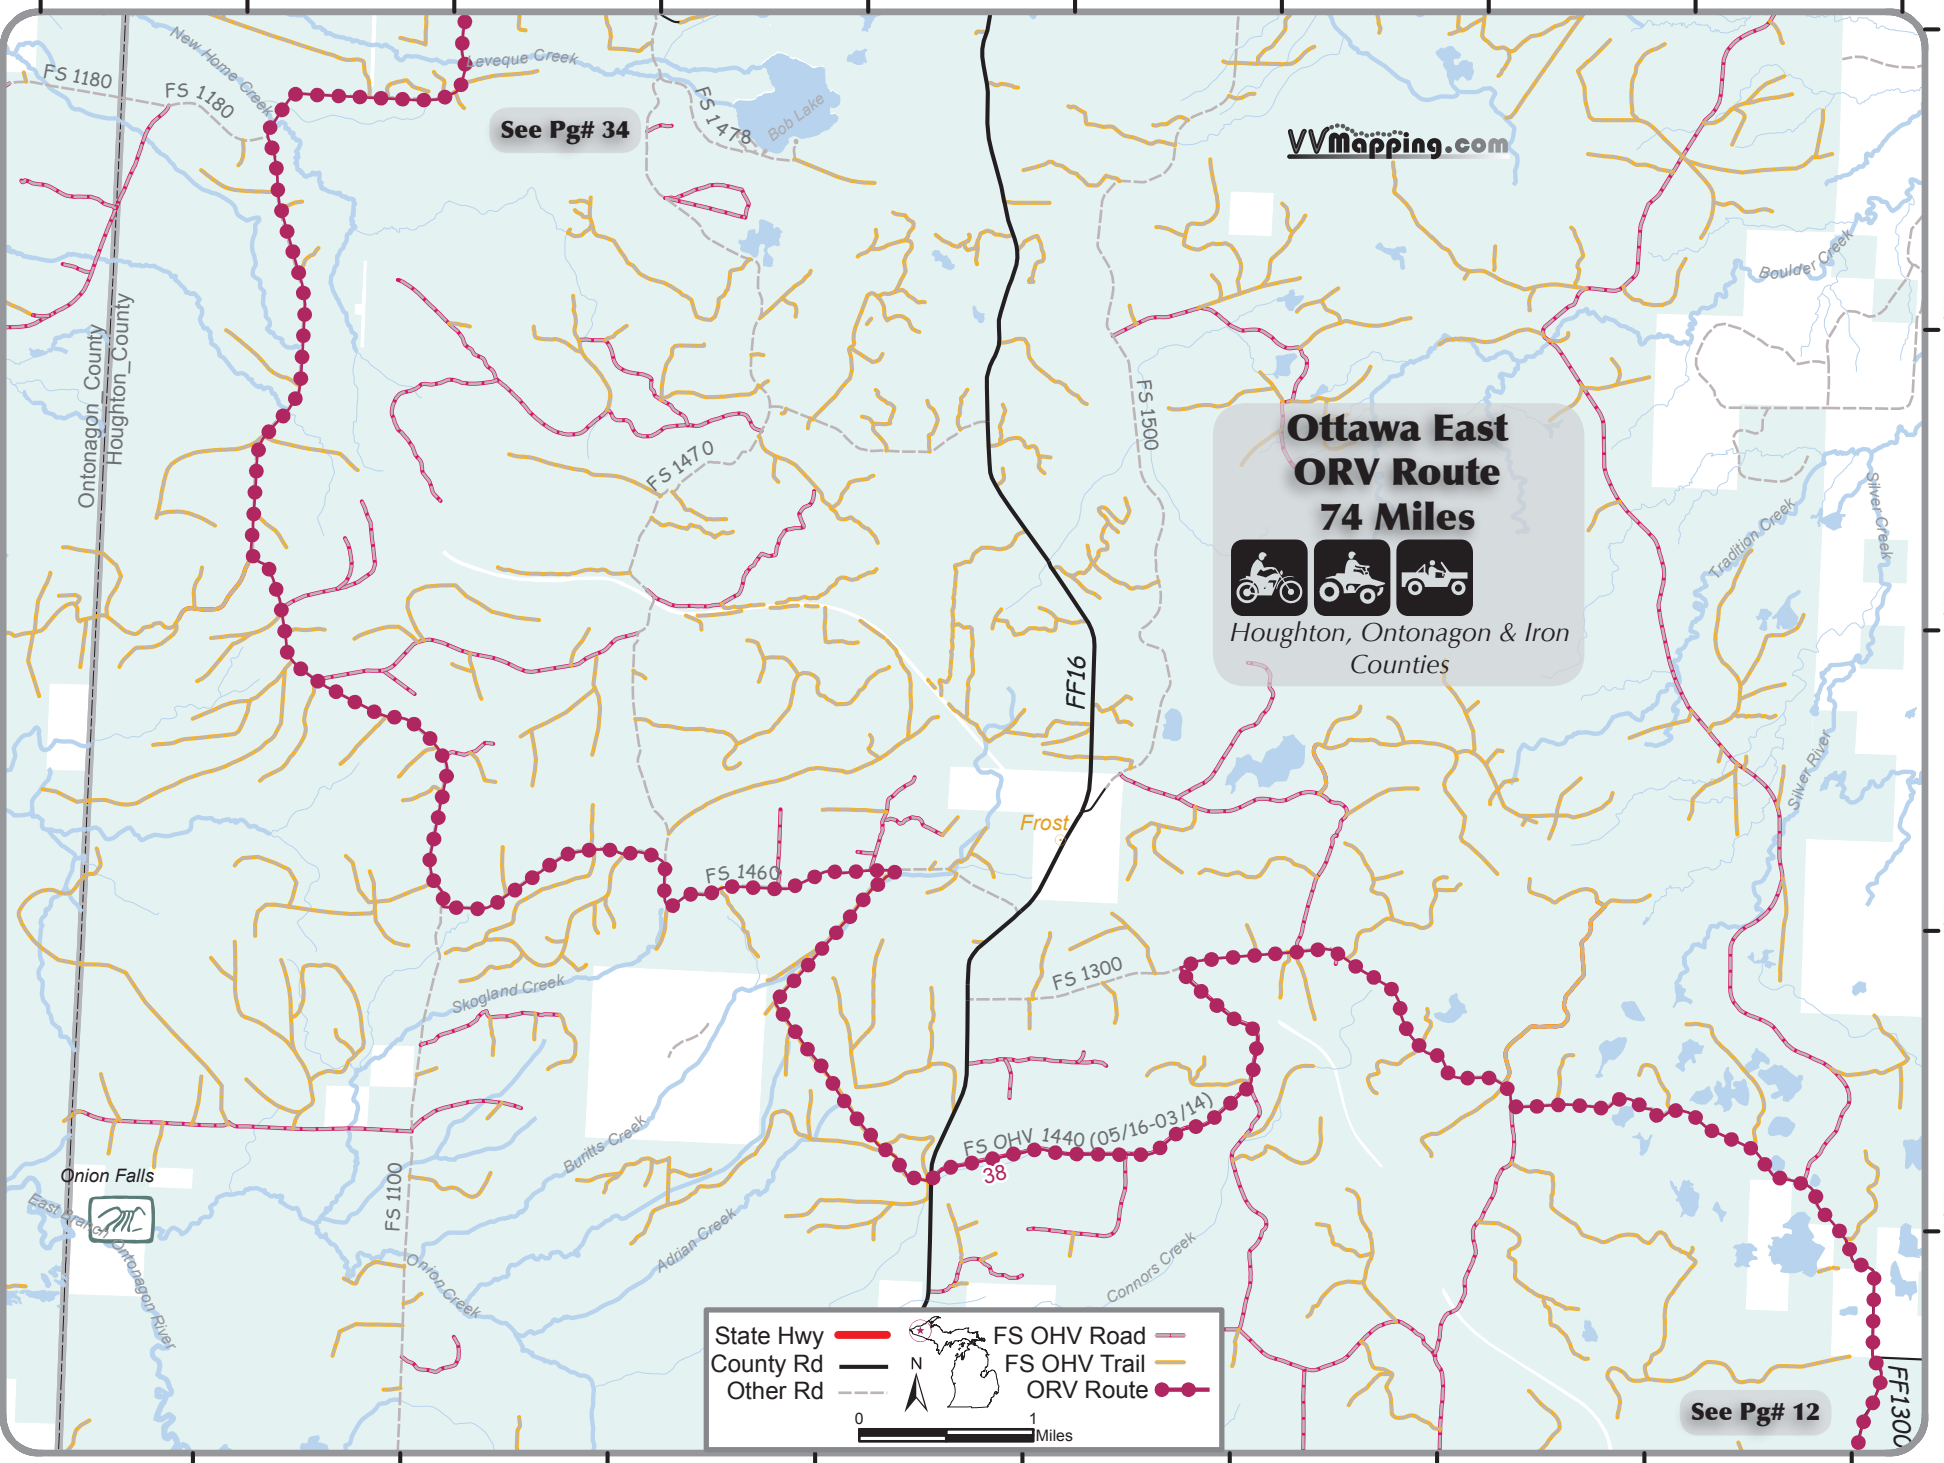 New Home Creek
Leveque Creek
FS 1180
FS 1180
FS 1478
Bob Lake
See Pg# 34
VVMapping.com
Boulder Creek
Ontonagon_County
Houghton_County
FS 1500
FS 1470
Ottawa East
ORV Route
74 Miles
Houghton, Ontonagon & Iron
Counties
Silver Creek
Tradition Creek
FF16
Silver River
Frost
FS 1460
FS 1300
Skogland Creek
FS OHV 1440 (05/16-03/14)
38
Buritts Creek
Onion Falls
FS 1100
East Branch Ontonagon River
Adrian Creek
Onion Creek
Connors Creek
State Hwy
County Rd
Other Rd
N
FS OHV Road
FS OHV Trail
ORV Route
0 1
Miles
See Pg# 12
FF1300